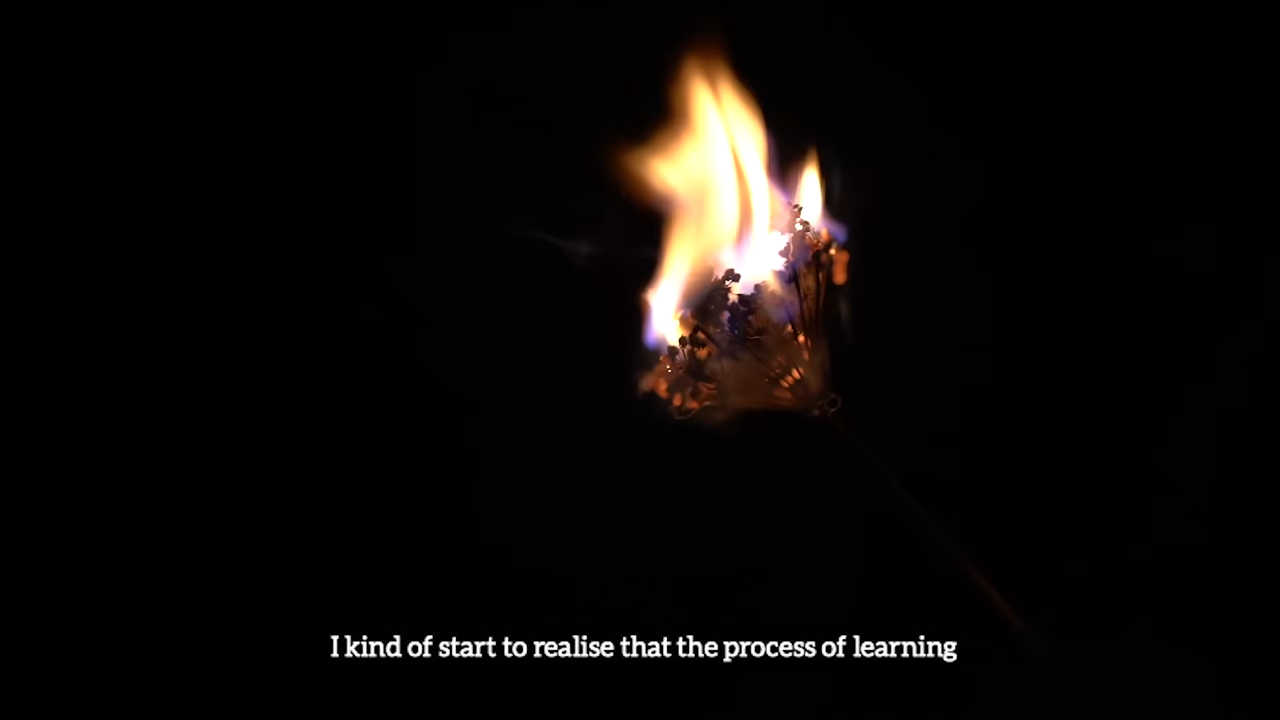 I kind of start to realise that the process of learning